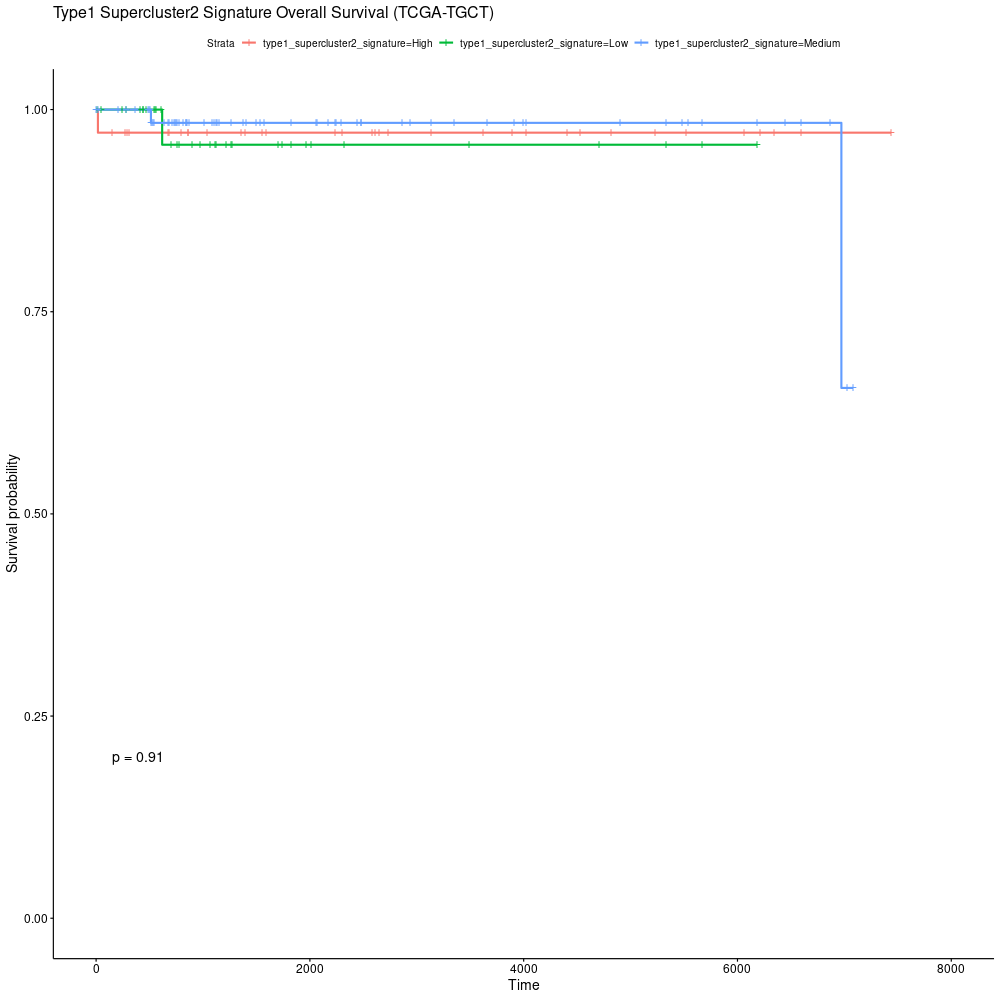 Type1 Supercluster2 Signature Overall Survival (TCGA-TGCT)
Strata type1_supercluster2_signature=High type1_supercluster2_signature=Low type1_supercluster2_signature=Medium
1.00
0.75
0.50
0.25
0.00
Survival probability
p = 0.91
0 2000 4000 6000 8000
Time